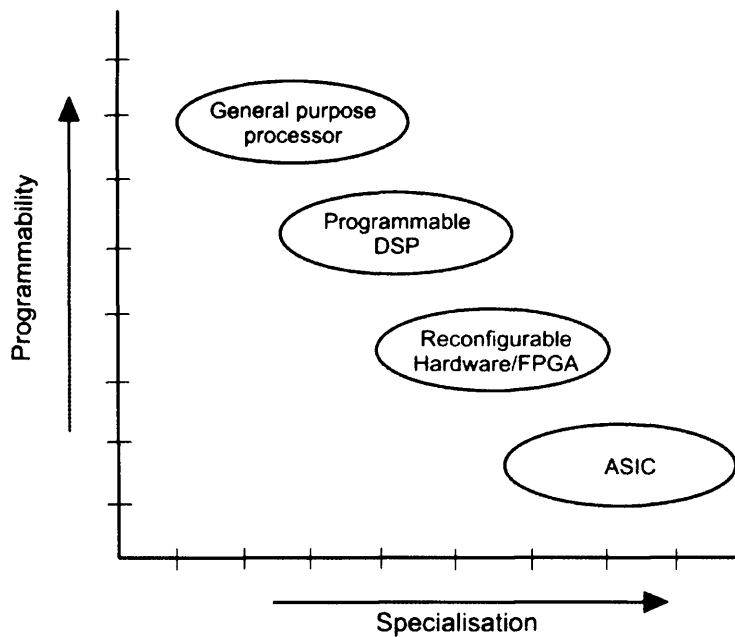 General purpose
processor
Programmable
DSP
Reconfigurable
Hardware/FPGA
ASIC
Programmability
Specialisation